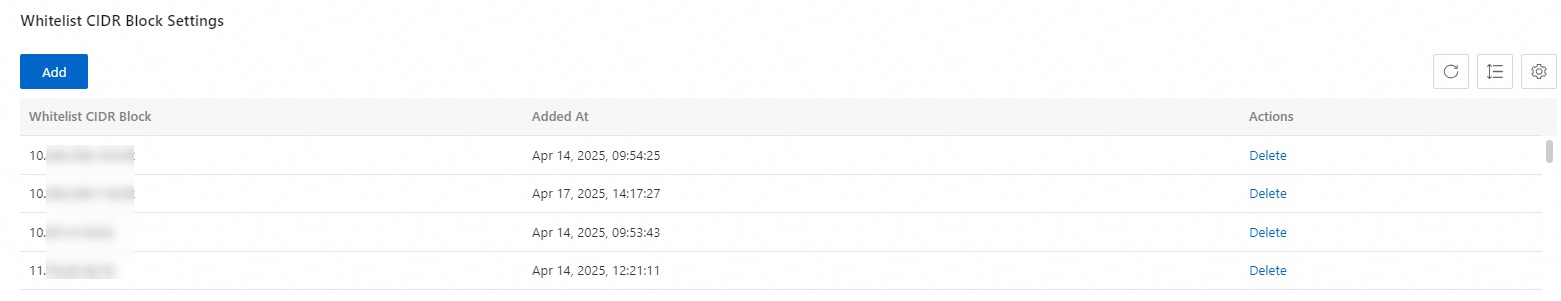 Whitelist CIDR Block Settings
Add
Whitelist CIDR Block Added At Actions
10. Apr 14, 2025, 09:54:25 Delete
10. Apr 17, 2025, 14:17:27 Delete
10. Apr 14, 2025, 09:53:43 Delete
11. Apr 14, 2025, 12:21:11 Delete